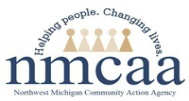 Helping people. Changing lives.
nmcaa
Northwest Michigan Community Action Agency